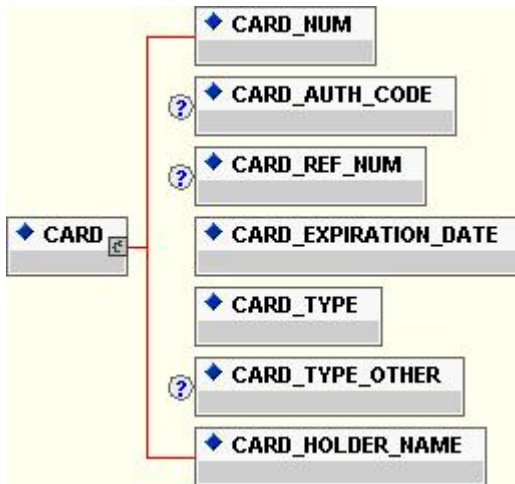 CARD_NUM
? CARD_AUTH_CODE
? CARD_REF_NUM
CARD
CARD_EXPIRATION_DATE
CARD_TYPE
? CARD_TYPE_OTHER
CARD_HOLDER_NAME